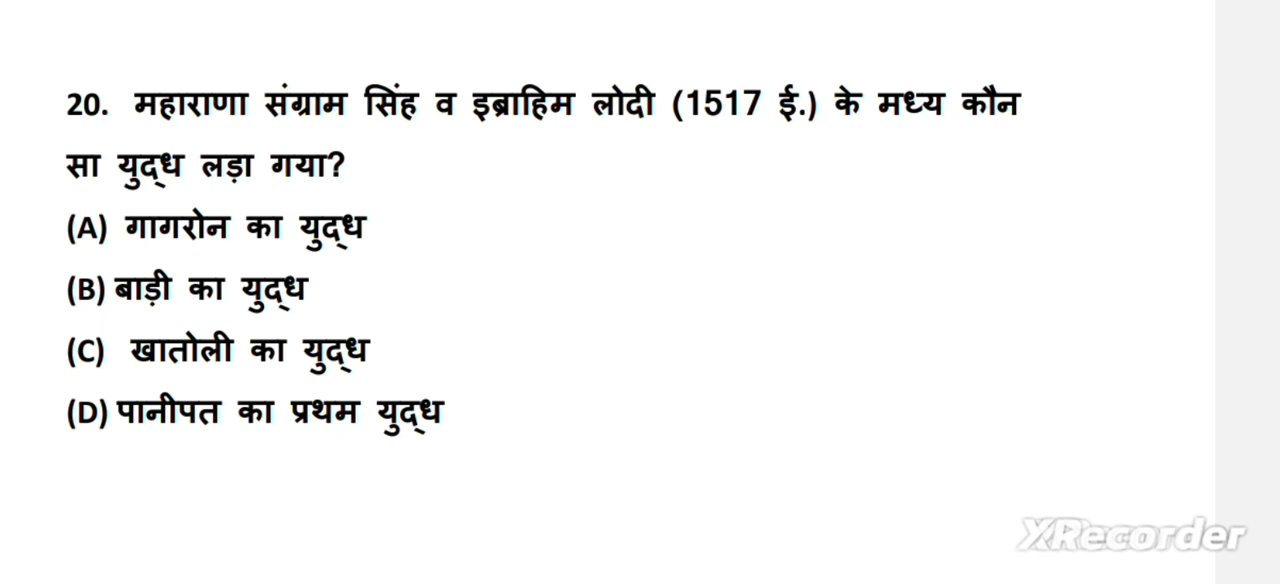 20. महाराणा संग्राम सिंह व इब्राहिम लोदी (1517 ई.) के मध्य कौन
सा युद्ध लड़ा गया?
(A) गागरोन का युद्ध
(B) बाड़ी का युद्ध
(C) खातोली का युद्ध
(D) पानीपत का प्रथम युद्ध
XRecorder